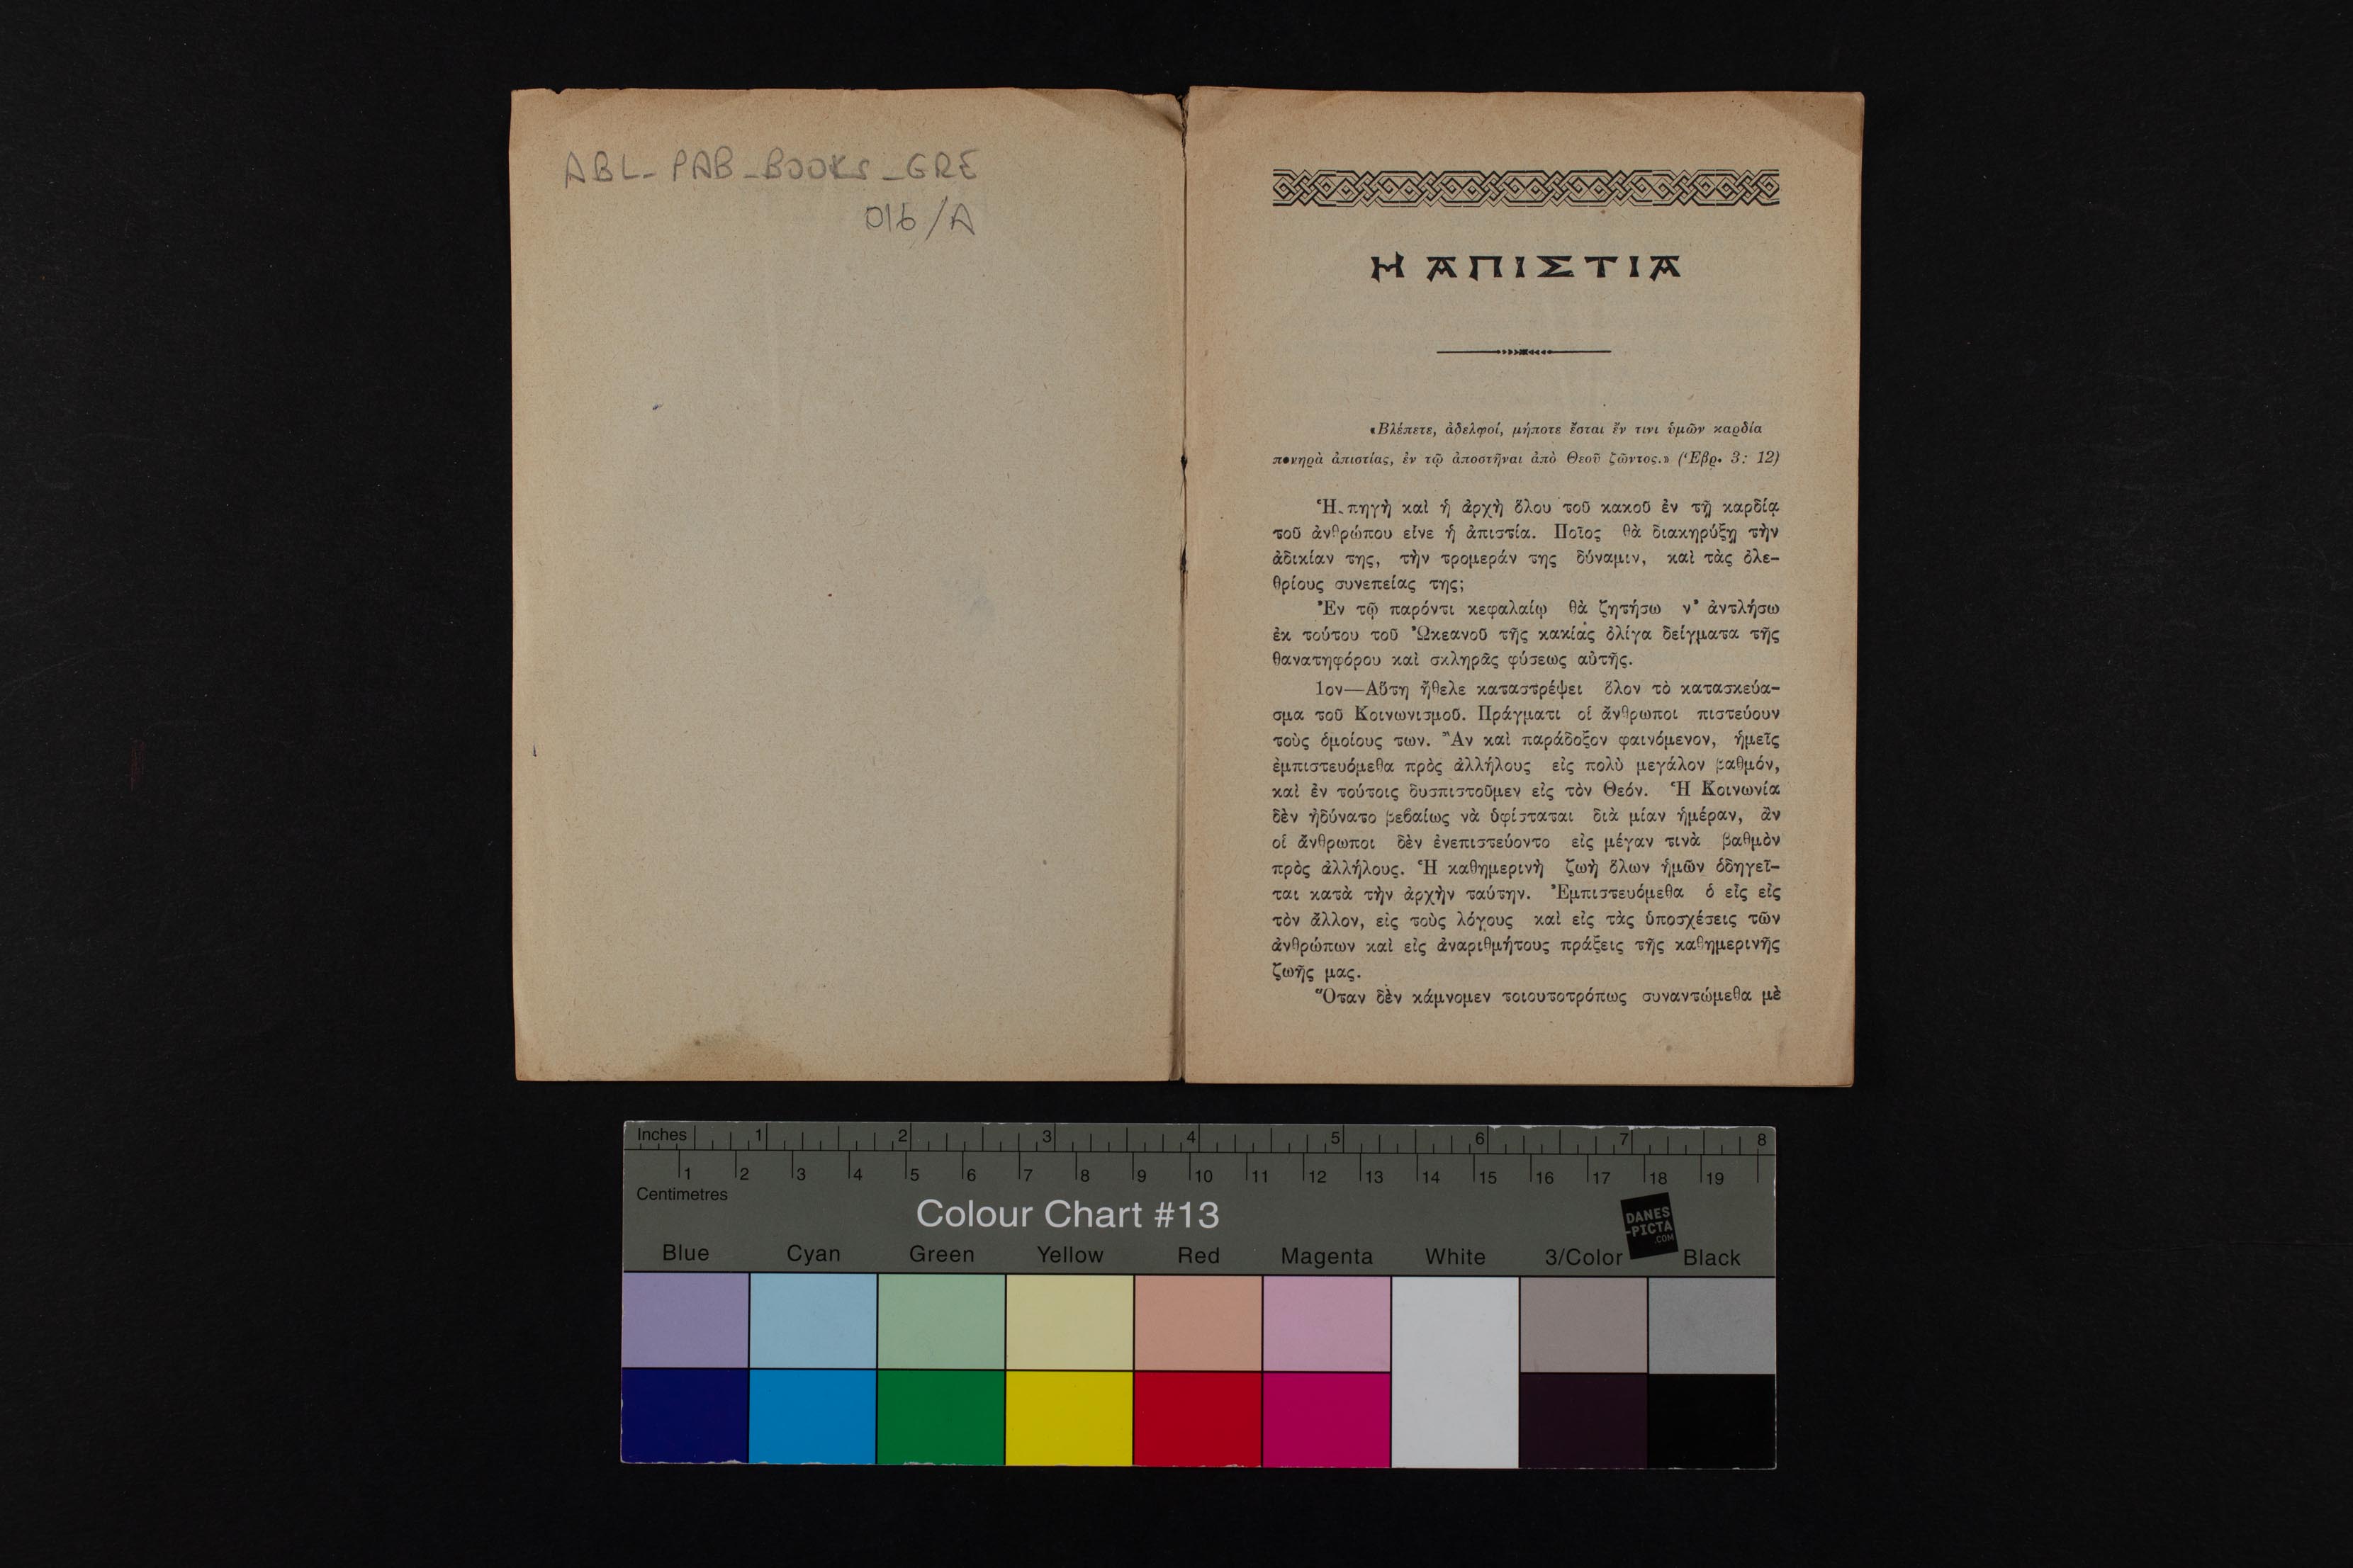 ABL-PAB-BOOKS-GRE
016/A
Η ΑΠΙΣΤΙΑ
«Βλέπετε, ἀδελφοί, μήποτε ἔσται ἔν τινι ὑμῶν καρδία
πονηρὰ ἀπιστίας, ἐν τῷ ἀποστῆναι ἀπὸ Θεοῦ ζῶντος.» (Ἑβρ. 3: 12)
Ἡ πηγὴ καὶ ἡ ἀρχὴ ὅλου τοῦ κακοῦ ἐν τῇ καρδίᾳ
τοῦ ἀνθρώπου εἶνε ἡ ἀπιστία. Ποῖος θὰ διακηρύξῃ τὴν
ἀδικίαν της, τὴν τρομεράν της δύναμιν, καὶ τὰς ὀλε-
θρίους συνεπείας της;
Ἐν τῷ παρόντι κεφαλαίῳ θὰ ζητήσω ν' ἀντλήσω
ἐκ τούτου τοῦ Ὠκεανοῦ τῆς κακίας ὀλίγα δείγματα τῆς
θανατηφόρου καὶ σκληρᾶς φύσεως αὐτῆς.
1ον—Αὕτη ἤθελε καταστρέψει ὅλον τὸ κατασκεύα-
σμα τοῦ Κοινωνισμοῦ. Πράγματι οἱ ἄνθρωποι πιστεύουν
τοὺς ὁμοίους των. Ἂν καὶ παράδοξον φαινόμενον, ἡμεῖς
ἐμπιστευόμεθα πρὸς ἀλλήλους εἰς πολὺ μεγάλον βαθμόν,
καὶ ἐν τούτοις δυσπιστοῦμεν εἰς τὸν Θεόν. Ἡ Κοινωνία
δὲν ἠδύνατο βεβαίως νὰ ὑφίσταται διὰ μίαν ἡμέραν, ἂν
οἱ ἄνθρωποι δὲν ἐνεπιστεύοντο εἰς μέγαν τινὰ βαθμὸν
πρὸς ἀλλήλους. Ἡ καθημερινὴ ζωὴ ὅλων ἡμῶν ὁδηγεῖ-
ται κατὰ τὴν ἀρχὴν ταύτην. Ἐμπιστευόμεθα ὁ εἷς εἰς
τὸν ἄλλον, εἰς τοὺς λόγους καὶ εἰς τὰς ὑποσχέσεις τῶν
ἀνθρώπων καὶ εἰς ἀναριθμήτους πράξεις τῆς καθημερινῆς
ζωῆς μας.
Ὅταν δὲν κάμνομεν τοιουτοτρόπως συναντώμεθα μὲ
Inches 1 2 3 4 5 6 7 8
1 2 3 4 5 6 7 8 9 10 11 12 13 14 15 16 17 18 19
Centimetres
Colour Chart #13
DANES
-PICTA
.COM
Blue Cyan Green Yellow Red Magenta White 3/Color Black